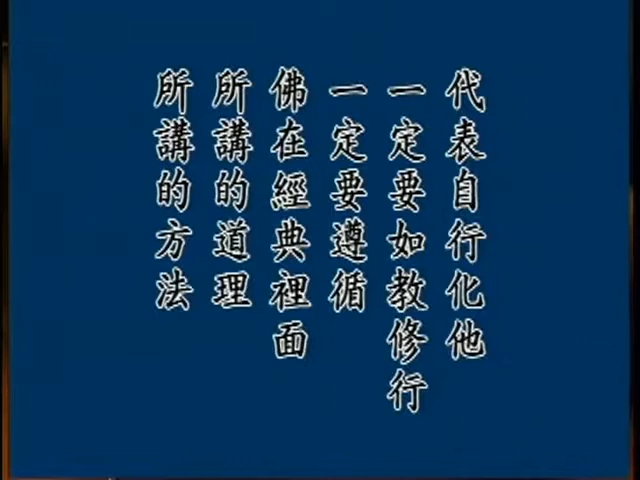 代表自行化他
一定要如教修行
一定要遵循
佛在經典裡面
所講的道理
所講的方法